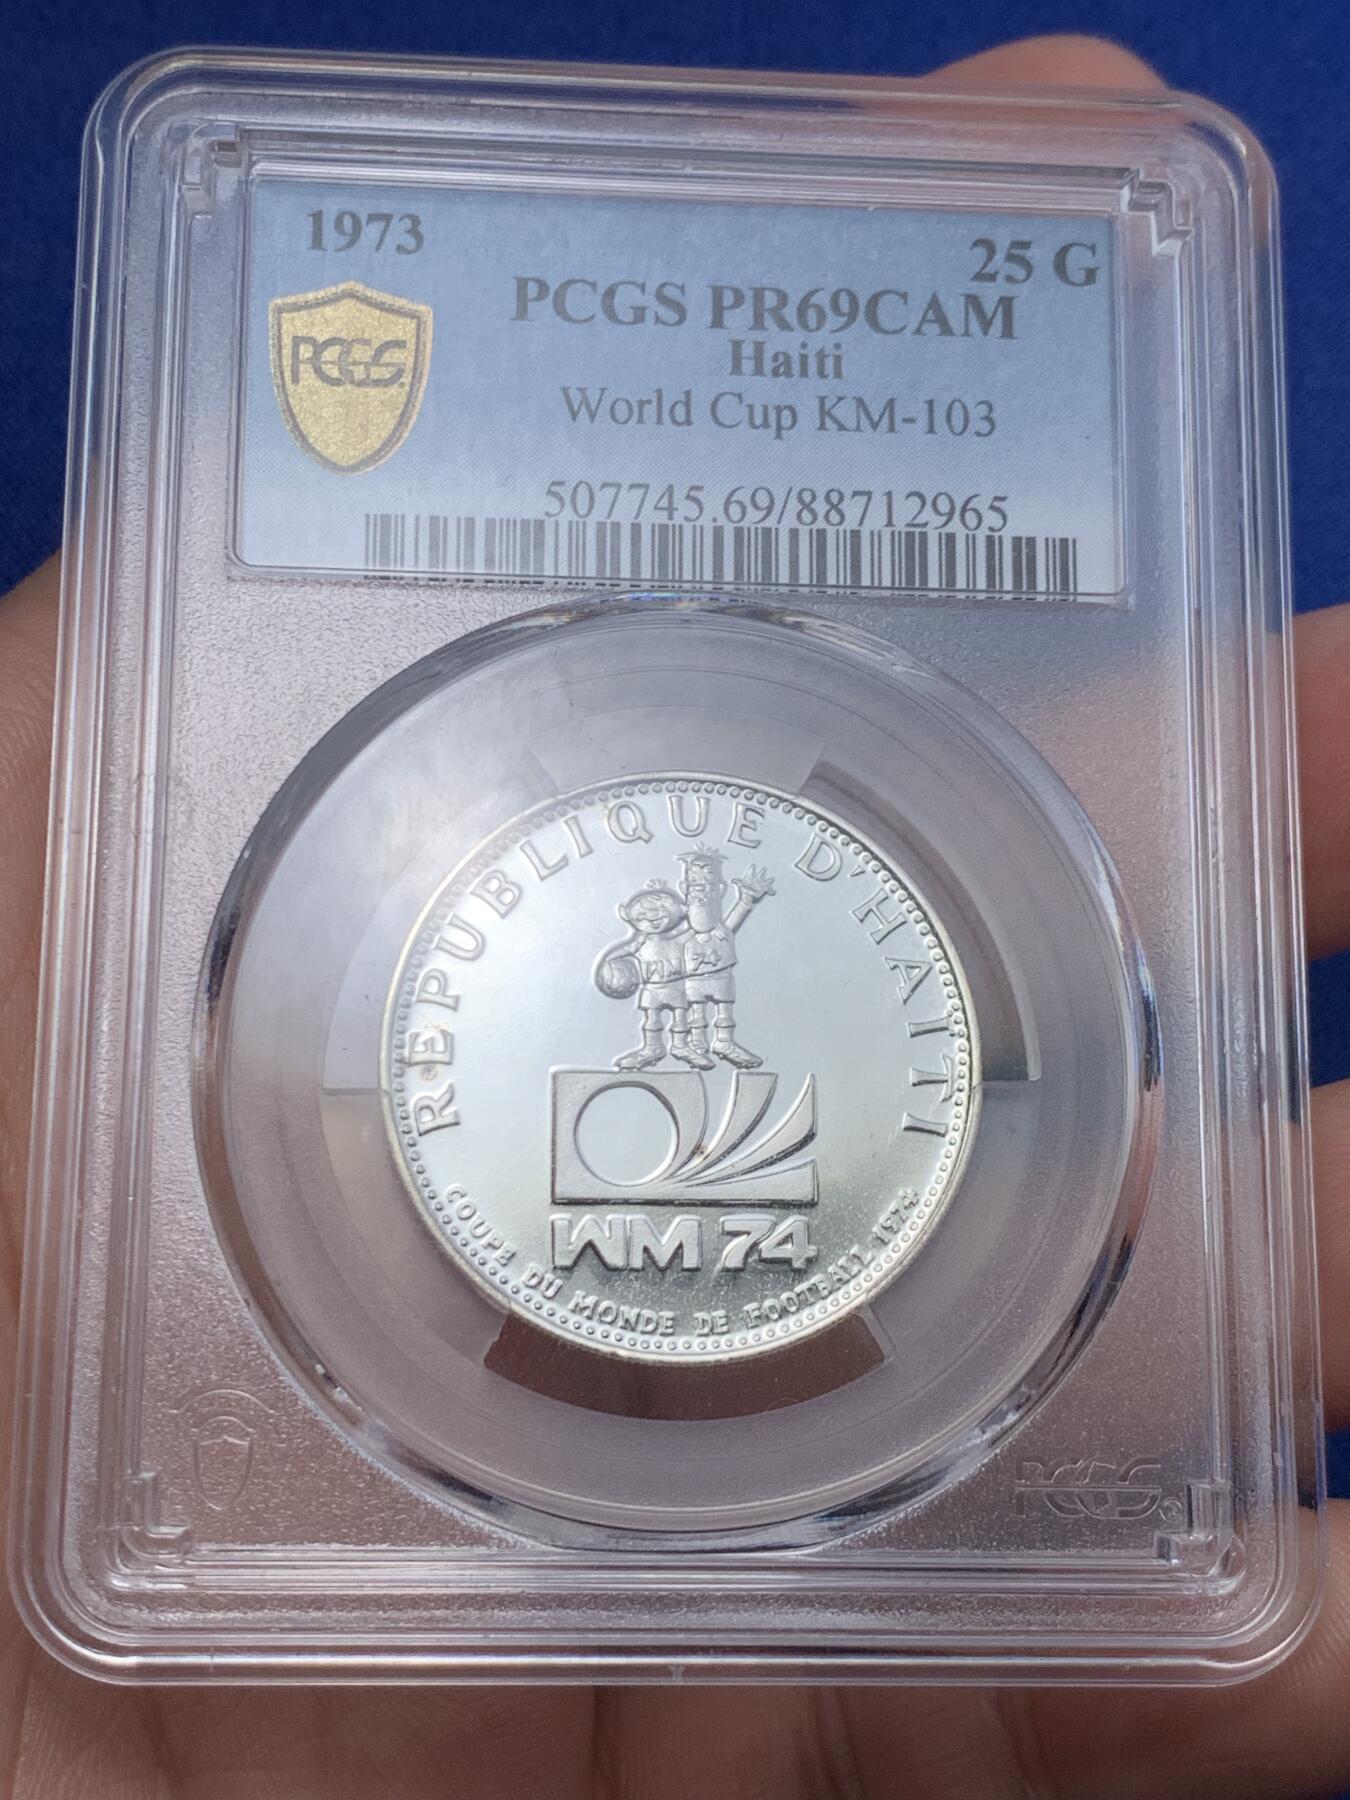 1973
25 G
PCGS
PCGS PR69CAM
Haiti
World Cup KM-103
507745.69/88712965
REPUBLIQUE D'HAITI
WM 74
WM 74
COUPE DU MONDE DE FOOTBALL 1974
PCGS